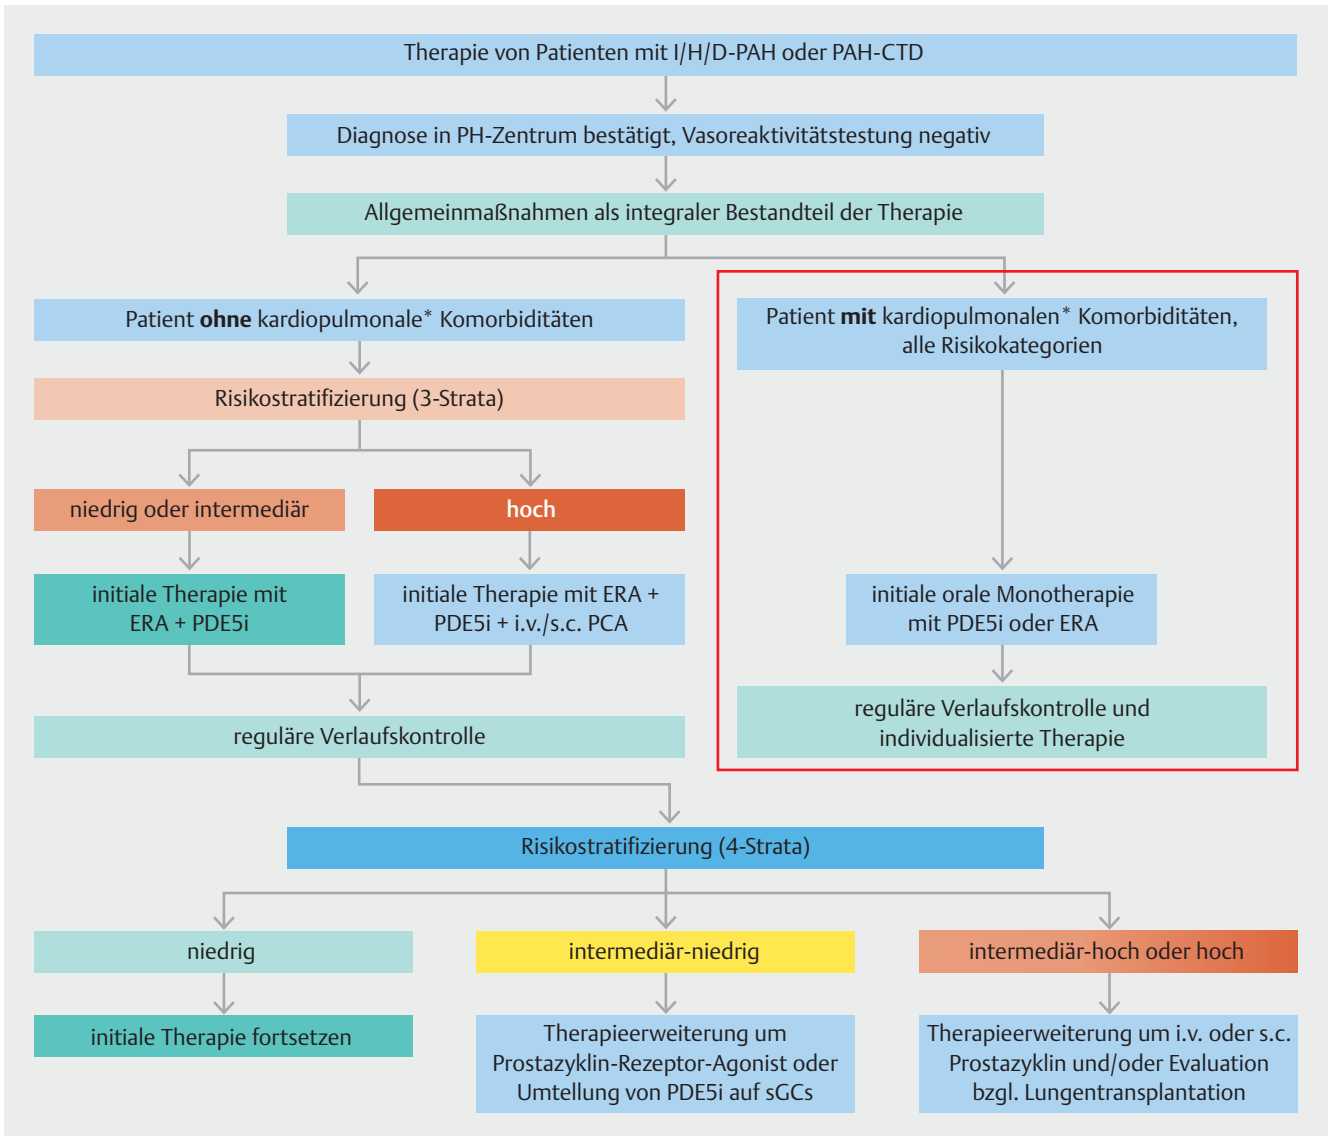 Therapie von Patienten mit I/H/D-PAH oder PAH-CTD
Diagnose in PH-Zentrum bestätigt, Vasoreaktivitätstestung negativ
Allgemeinmaßnahmen als integraler Bestandteil der Therapie
Patient ohne kardiopulmonale* Komorbiditäten
Risikostratifizierung (3-Strata)
niedrig oder intermediär
hoch
initiale Therapie mit
ERA + PDE5i
initiale Therapie mit ERA +
PDE5i + i.v./s.c. PCA
reguläre Verlaufskontrolle
Patient mit kardiopulmonalen* Komorbiditäten,
alle Risikokategorien
initiale orale Monotherapie
mit PDE5i oder ERA
reguläre Verlaufskontrolle und
individualisierte Therapie
Risikostratifizierung (4-Strata)
niedrig
initiale Therapie fortsetzen
intermediär-niedrig
Therapieerweiterung um
Prostazyklin-Rezeptor-Agonist oder
Umtellung von PDE5i auf sGCs
intermediär-hoch oder hoch
Therapieerweiterung um i.v. oder s.c.
Prostazyklin und/oder Evaluation
bzgl. Lungentransplantation